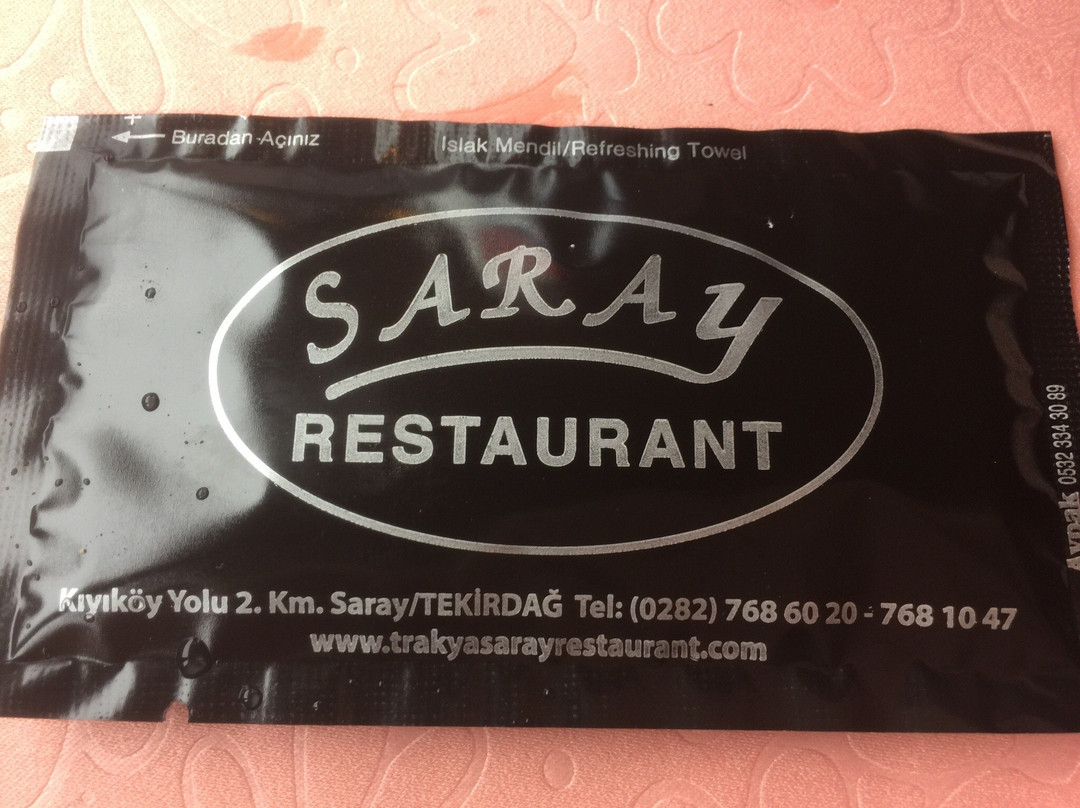 Buradan Açınız
Islak Mendil/Refreshing Towel
SARAY
RESTAURANT
Kıyıköy Yolu 2. Km. Saray/TEKİRDAĞ Tel: (0282) 768 60 20 - 768 10 47
www.trakyasarayrestaurant.com
Aypak 0532 334 30 89